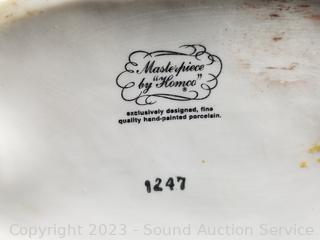 Masterpiece
by "Homco"®
exclusively designed, fine
quality hand-painted porcelain.
1247
Copyright 2023 - Sound Auction Service